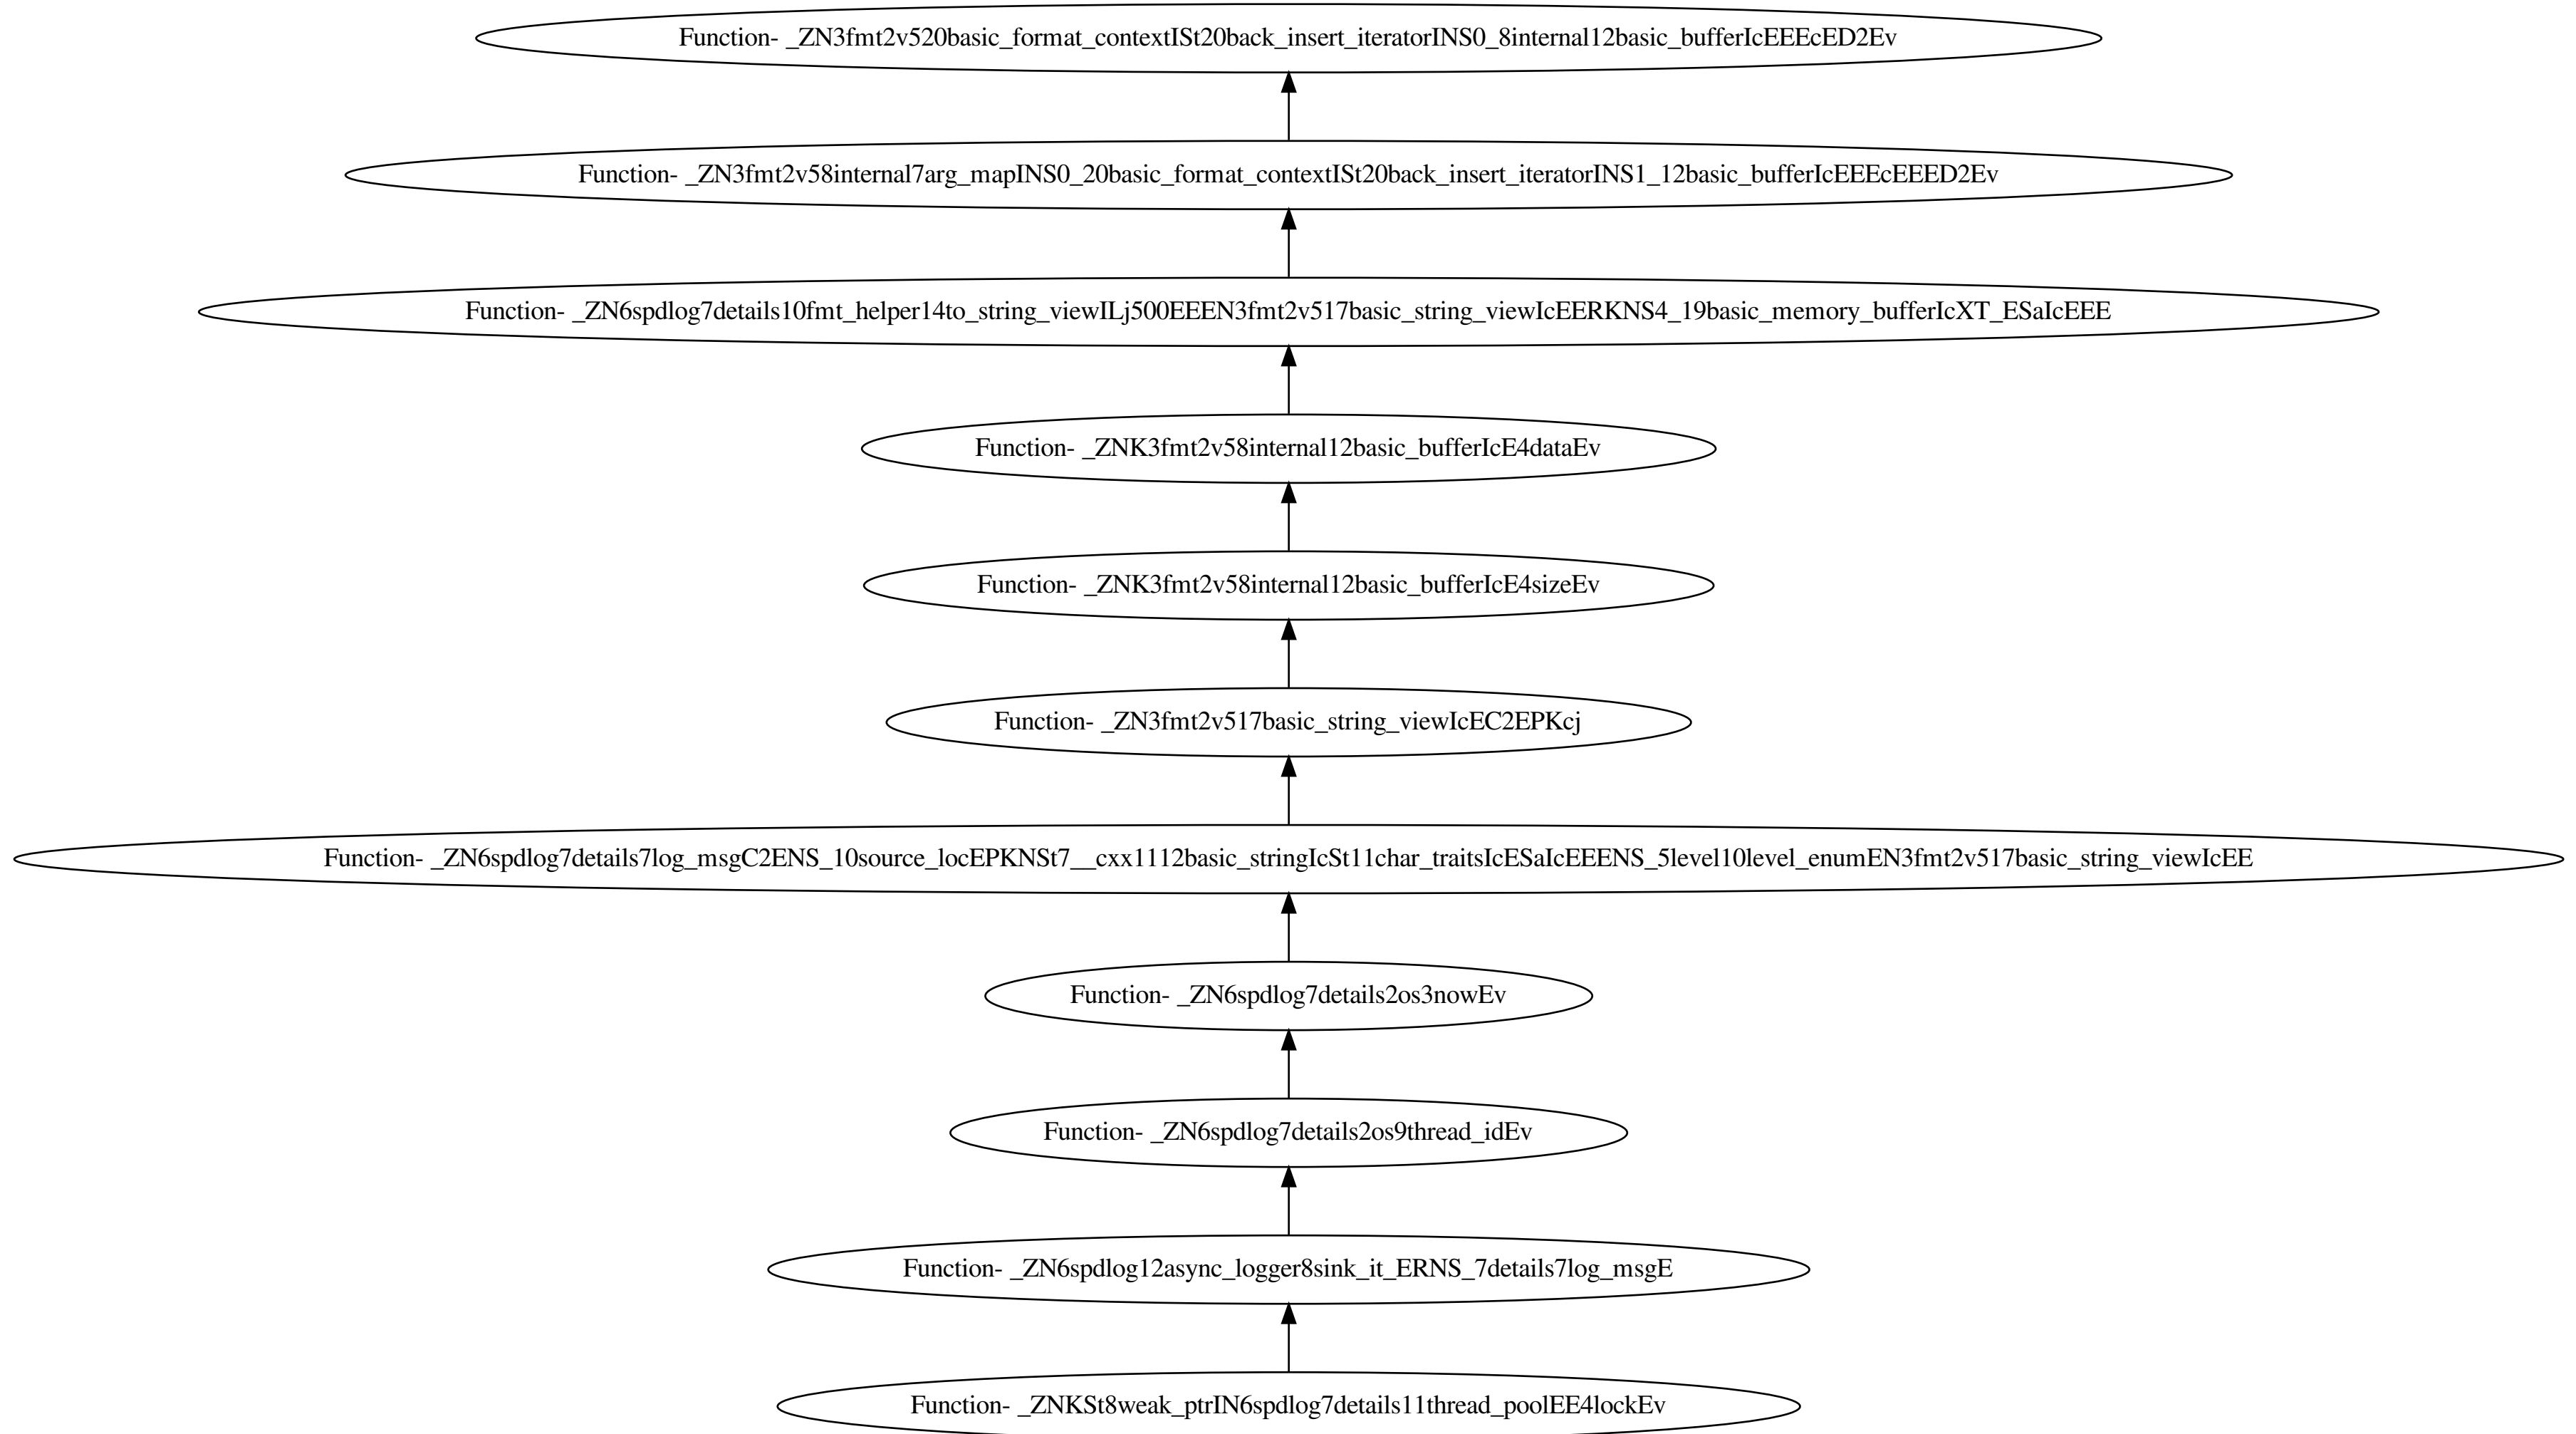 Function- _ZN3fmt2v520basic_format_contextISt20back_insert_iteratorINS0_8internal12basic_bufferIcEEEcED2Ev
Function- _ZN3fmt2v58internal7arg_mapINS0_20basic_format_contextISt20back_insert_iteratorINS1_12basic_bufferIcEEEcEEED2Ev
Function- _ZN6spdlog7details10fmt_helper14to_string_viewILj500EEEN3fmt2v517basic_string_viewIcEERKNS4_19basic_memory_bufferIcXT_ESaIcEEE
Function- _ZNK3fmt2v58internal12basic_bufferIcE4dataEv
Function- _ZNK3fmt2v58internal12basic_bufferIcE4sizeEv
Function- _ZN3fmt2v517basic_string_viewIcEC2EPKcj
Function- _ZN6spdlog7details7log_msgC2ENS_10source_locEPKNSt7__cxx1112basic_stringIcSt11char_traitsIcESaIcEEENS_5level10level_enumEN3fmt2v517basic_string_viewIcEE
Function- _ZN6spdlog7details2os3nowEv
Function- _ZN6spdlog7details2os9thread_idEv
Function- _ZN6spdlog12async_logger8sink_it_ERNS_7details7log_msgE
Function- _ZNKSt8weak_ptrIN6spdlog7details11thread_poolEE4lockEv